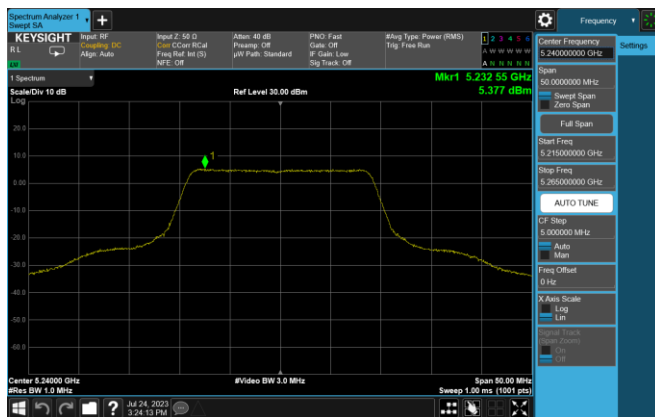 Spectrum Analyzer 1
Swept SA
+
Frequency
KEYSIGHT
R L
Input: RF
Coupling: DC
Align: Auto
Input Z: 50 Ω
Corr CCorr RCal
Freq Ref: Int (S)
NFE: Off
Atten: 40 dB
Preamp: Off
µW Path: Standard
PNO: Fast
Gate: Off
IF Gain: Low
Sig Track: Off
#Avg Type: Power (RMS)
Trig: Free Run
1 2 3 4 5 6
A W W W W W
A N N N N N
Center Frequency
5.240000000 GHz
Settings
1 Spectrum
Scale/Div 10 dB
Log
Ref Level 30.00 dBm
Mkr1 5.232 55 GHz
5.377 dBm
Span
50.0000000 MHz
Swept Span
Zero Span
Full Span
Start Freq
5.215000000 GHz
Stop Freq
5.265000000 GHz
AUTO TUNE
CF Step
5.000000 MHz
Auto
Man
Freq Offset
0 Hz
X Axis Scale
Log
Lin
Signal Track
(Span Zoom)
On
Off
1
20.0
10.0
0.00
-10.0
-20.0
-30.0
-40.0
-50.0
-60.0
Center 5.24000 GHz
#Res BW 1.0 MHz
#Video BW 3.0 MHz
Span 50.00 MHz
Sweep 1.00 ms (1001 pts)
?
Jul 24, 2023
3:24:13 PM